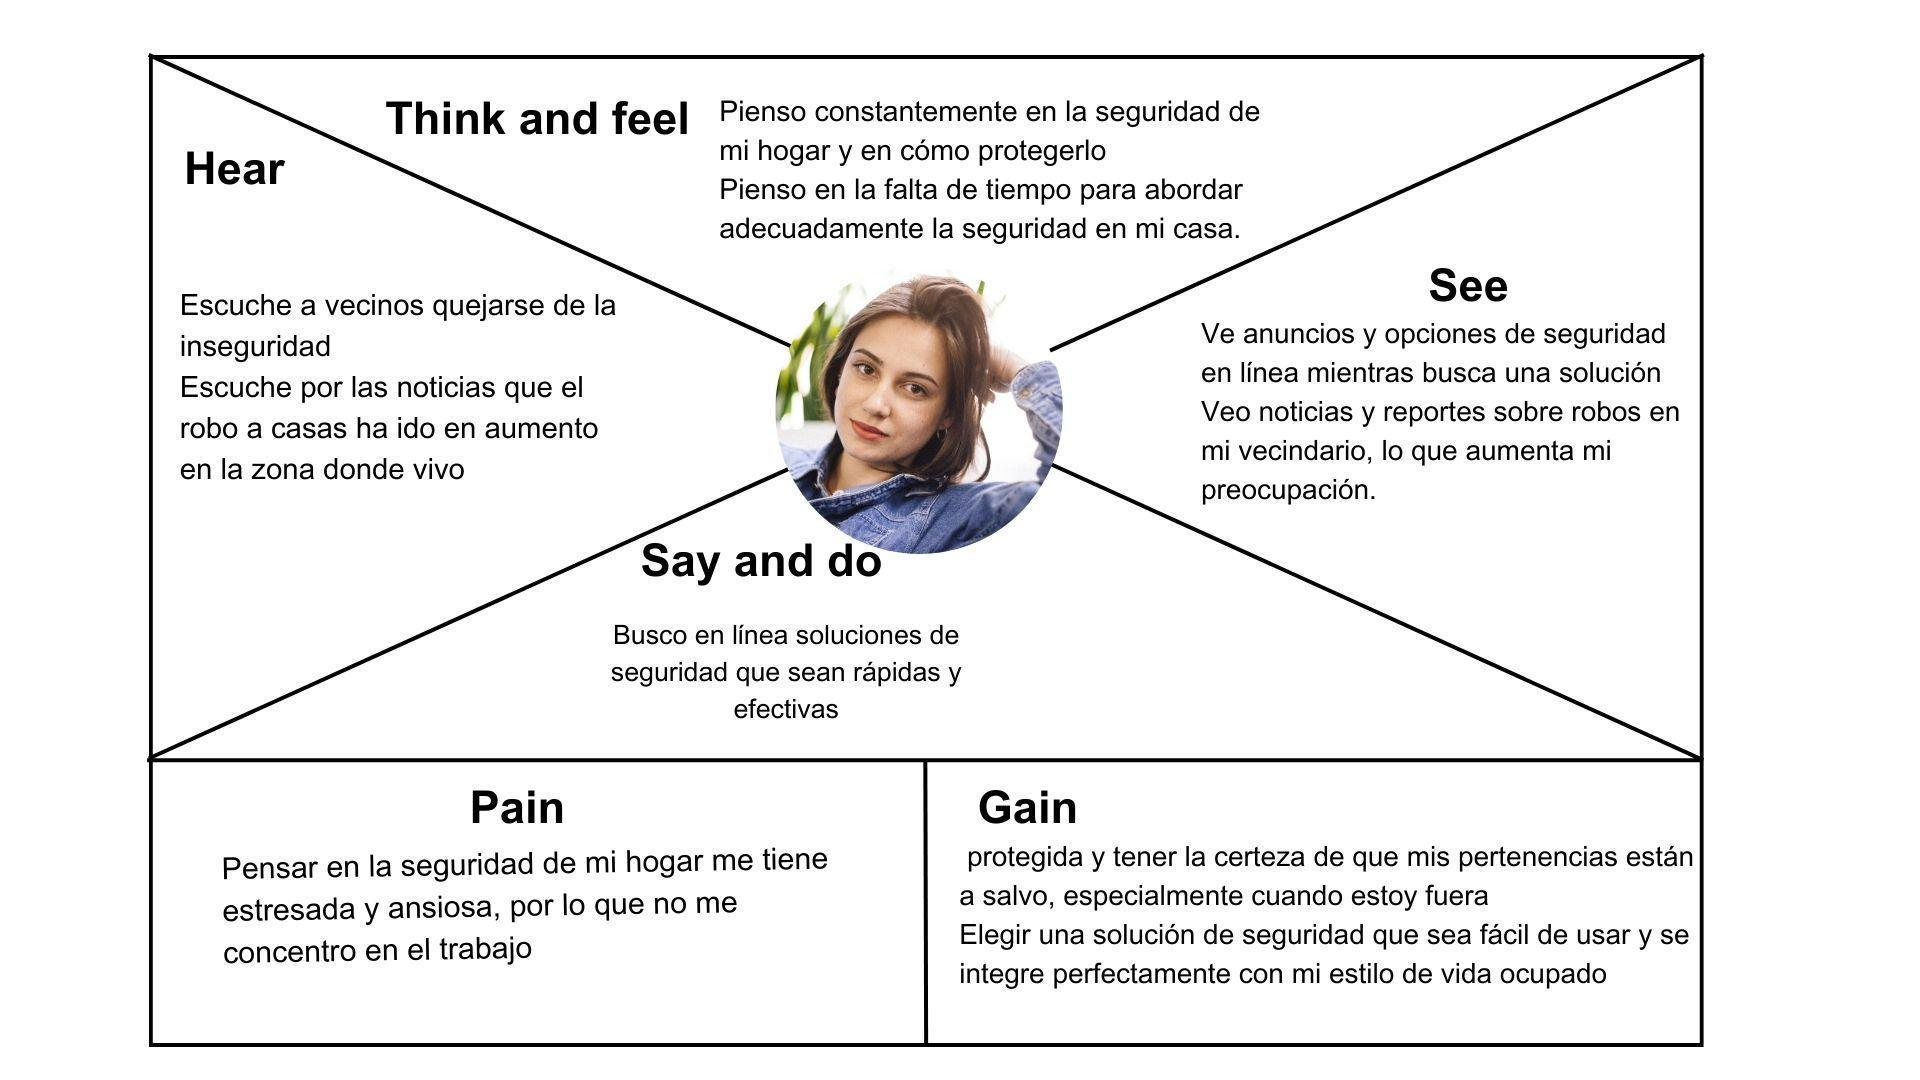 Think and feel
Pienso constantemente en la seguridad de
mi hogar y en cómo protegerlo
Pienso en la falta de tiempo para abordar
adecuadamente la seguridad en mi casa.
Hear
Escuche a vecinos quejarse de la
inseguridad
Escuche por las noticias que el
robo a casas ha ido en aumento
en la zona donde vivo
See
Ve anuncios y opciones de seguridad
en línea mientras busca una solución
Veo noticias y reportes sobre robos en
mi vecindario, lo que aumenta mi
preocupación.
Say and do
Busco en línea soluciones de
seguridad que sean rápidas y
efectivas
Pain
Pensar en la seguridad de mi hogar me tiene
estresada y ansiosa, por lo que no me
concentro en el trabajo
Gain
protegida y tener la certeza de que mis pertenencias están
a salvo, especialmente cuando estoy fuera
Elegir una solución de seguridad que sea fácil de usar y se
integre perfectamente con mi estilo de vida ocupado